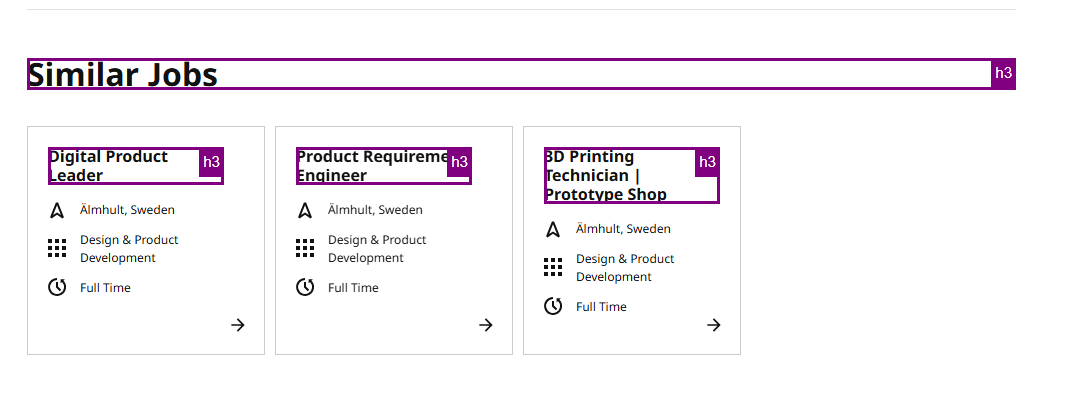 Similar Jobs
h3
Digital Product
Leader
h3
Älmhult, Sweden
Design & Product
Development
Full Time
Product Requireme
Engineer
h3
Älmhult, Sweden
Design & Product
Development
Full Time
3D Printing
Technician |
Prototype Shop
h3
Älmhult, Sweden
Design & Product
Development
Full Time